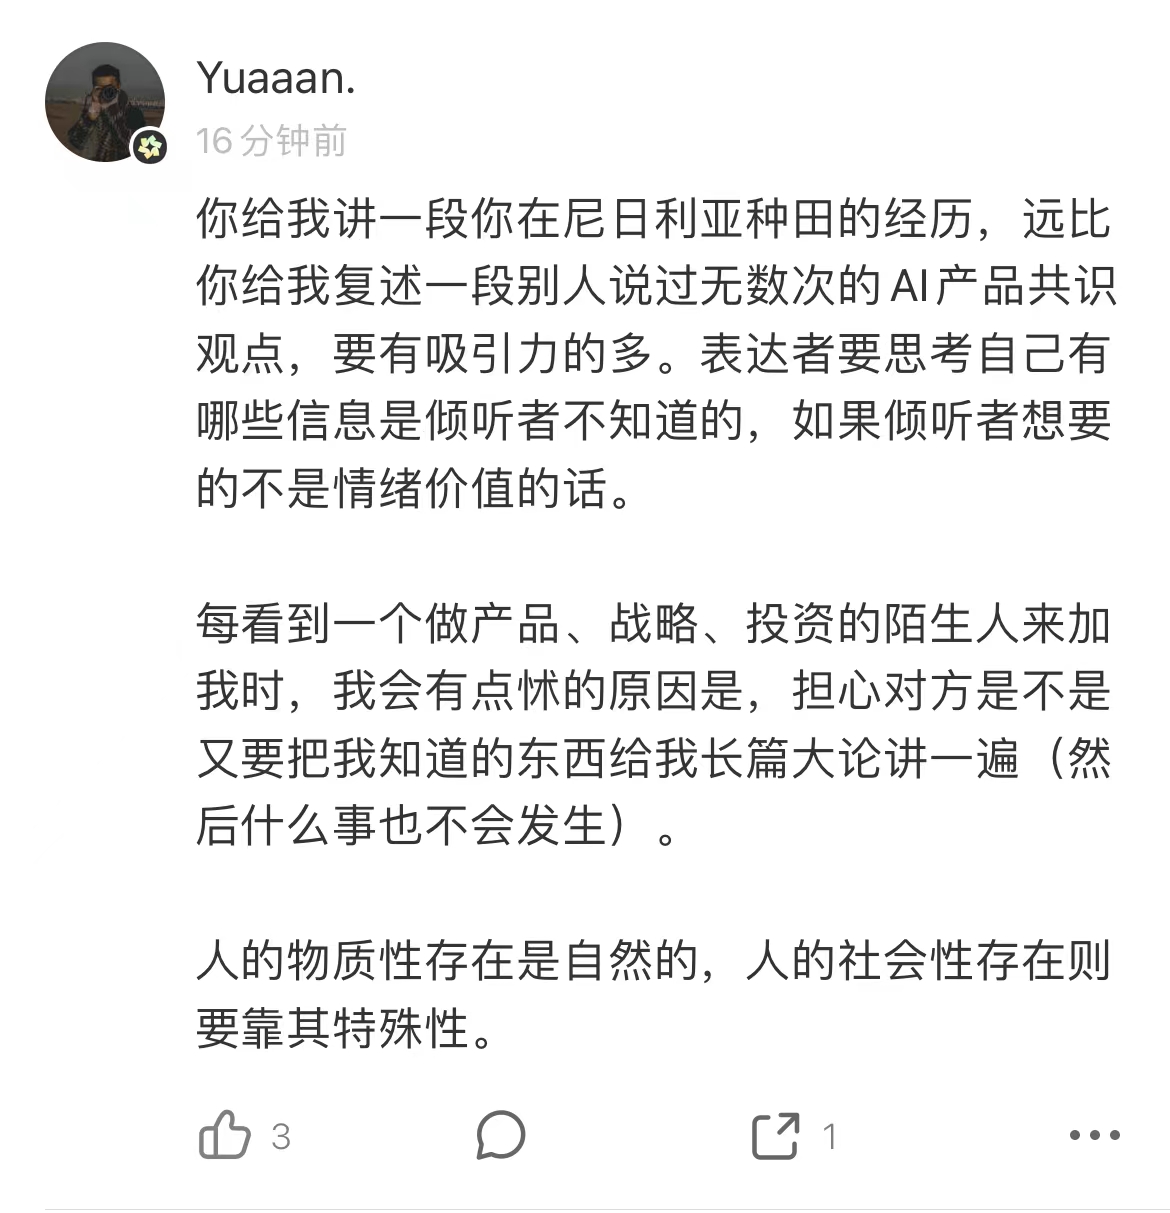 Yuaaan.
16分钟前
你给我讲一段你在尼日利亚种田的经历，远比
你给我复述一段别人说过无数次的AI产品共识
观点，要有吸引力的多。表达者要思考自己有
哪些信息是倾听者不知道的，如果倾听者想要
的不是情绪价值的话。
每看到一个做产品、战略、投资的陌生人来加
我时，我会有点怵的原因是，担心对方是不是
又要把我知道的东西给我长篇大论讲一遍（然
后什么事也不会发生）。
人的物质性存在是自然的，人的社会性存在则
要靠其特殊性。
3 1